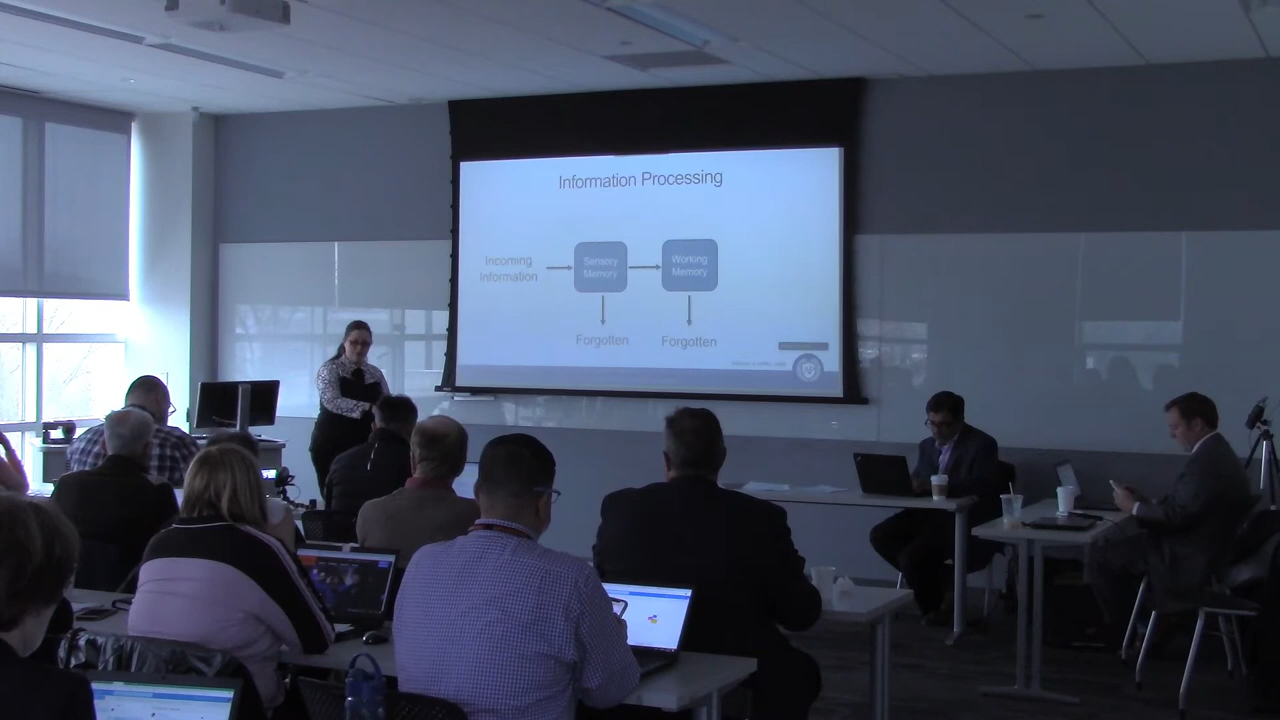 Information Processing
Incoming
Information
Sensory
Memory
Working
Memory
Forgotten
Forgotten